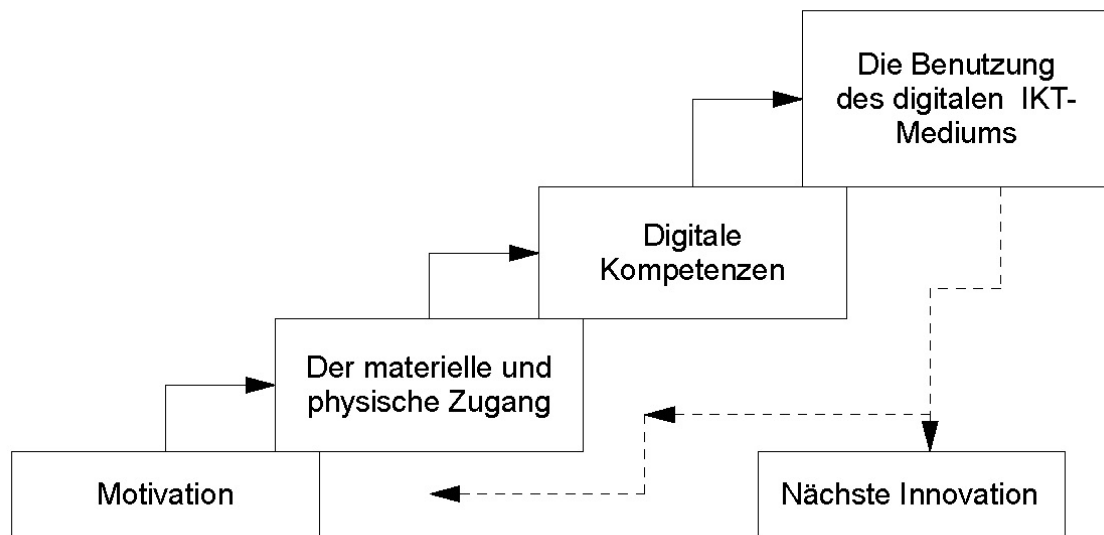 Die Benutzung
des digitalen IKT-
Mediums
Digitale
Kompetenzen
Der materielle und
physische Zugang
Motivation
Nächste Innovation